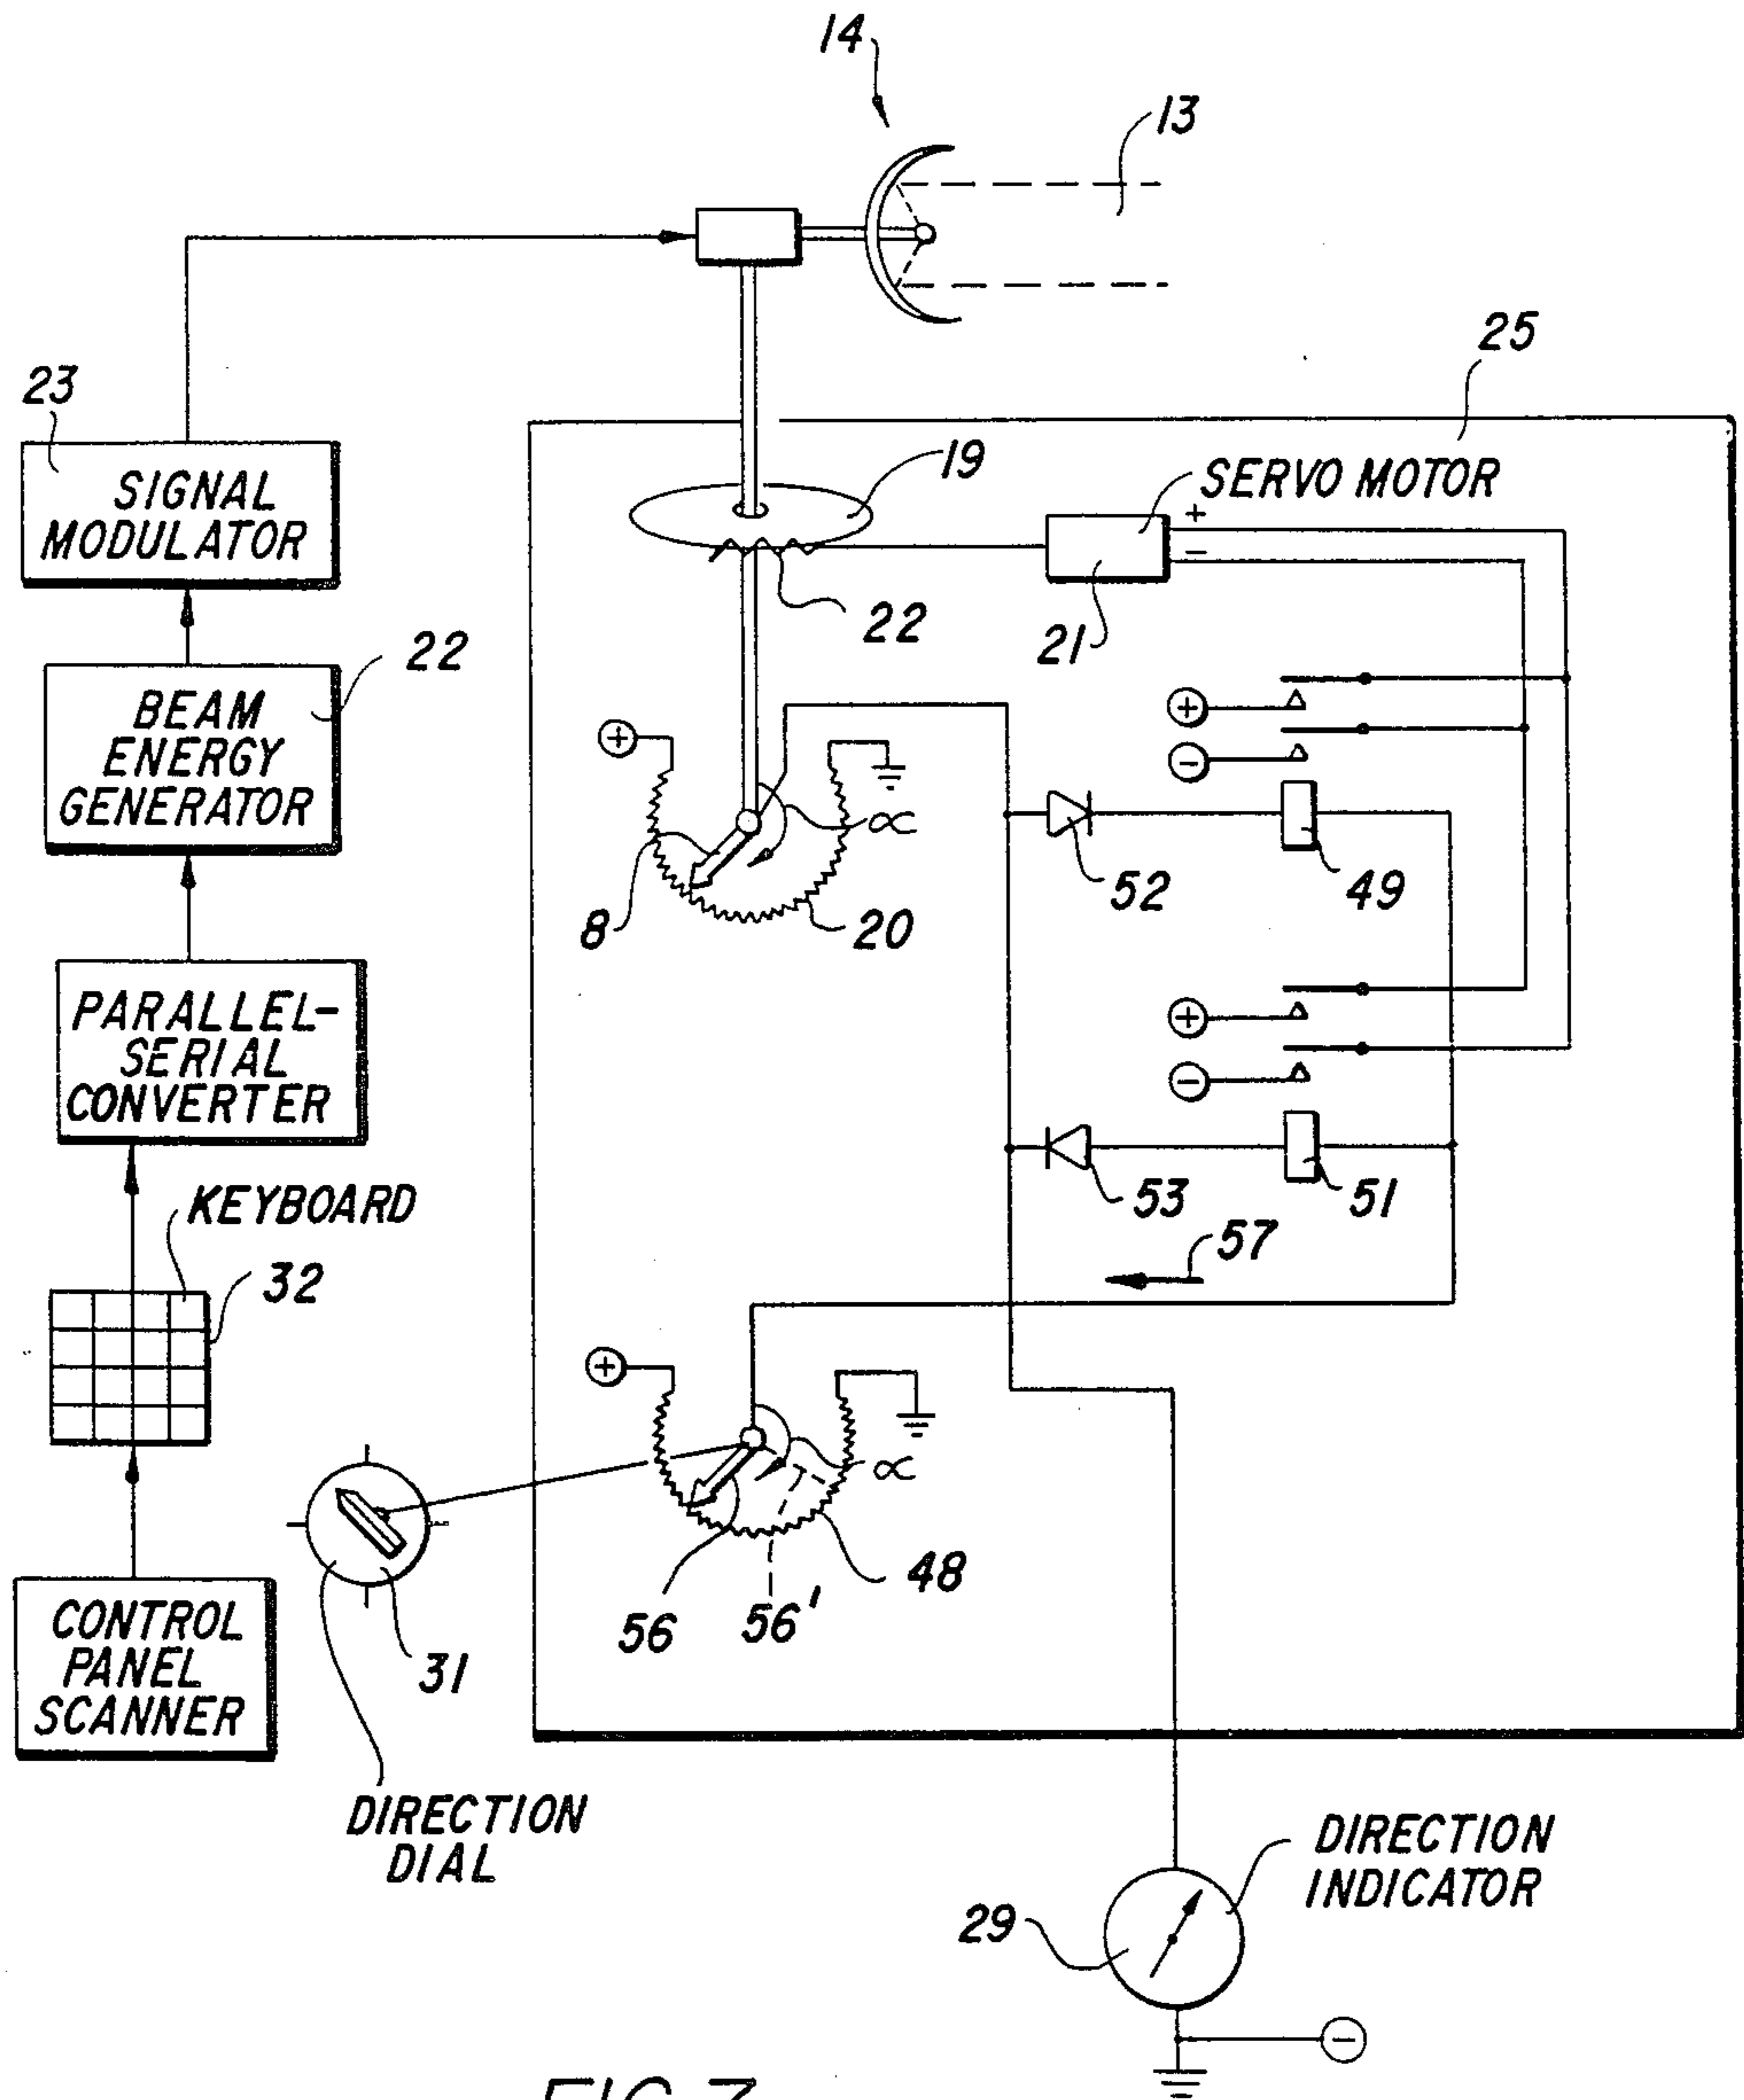 14
13
25
23
SIGNAL
MODULATOR
19
SERVO MOTOR
+
−
22
21
22
BEAM
ENERGY
GENERATOR
+
−
∝
52
49
8
20
PARALLEL-
SERIAL
CONVERTER
+
−
53
51
57
KEYBOARD
32
+
∝
48
56
56'
31
CONTROL
PANEL
SCANNER
DIRECTION
DIAL
DIRECTION
INDICATOR
29
−